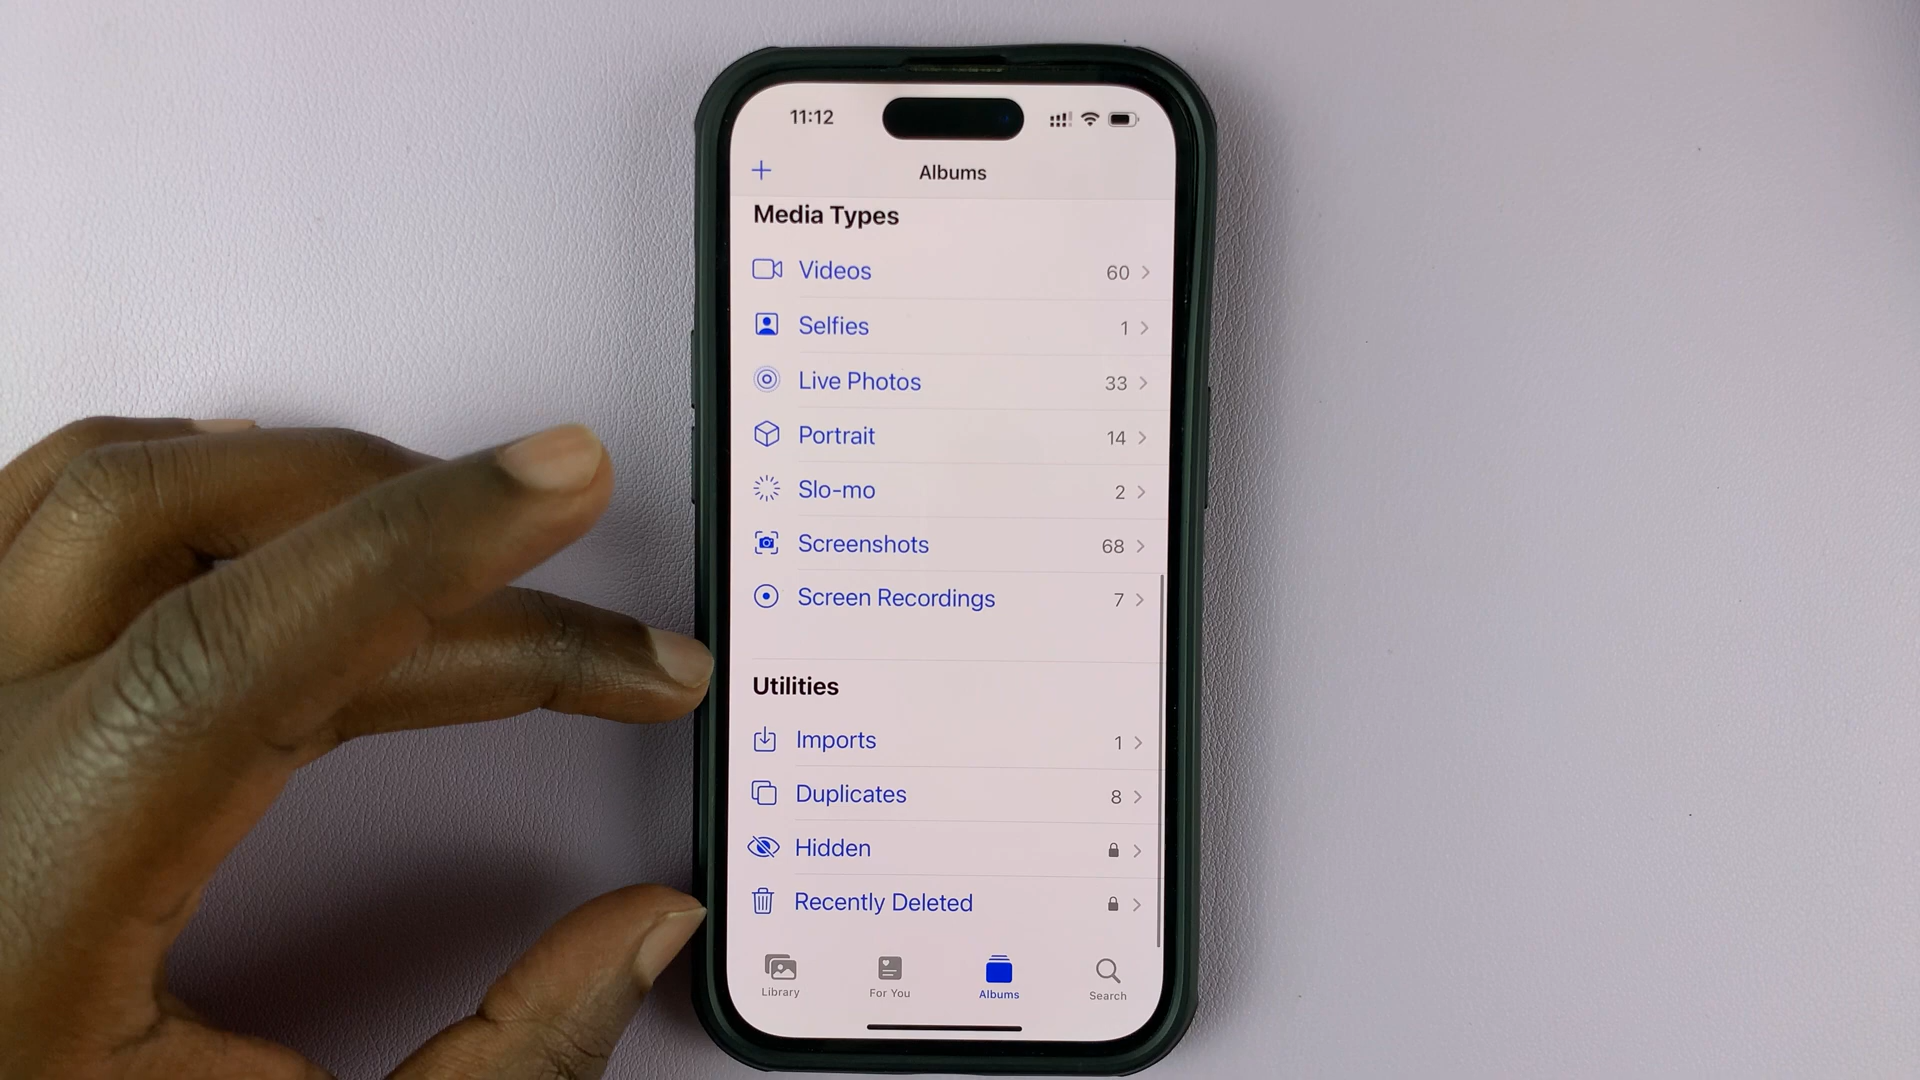 11:12
Albums
Media Types
Videos 60
Selfies 1
Live Photos 33
Portrait 14
Slo-mo 2
Screenshots 68
Screen Recordings 7
Utilities
Imports 1
Duplicates 8
Hidden
Recently Deleted
Library For You Albums Search